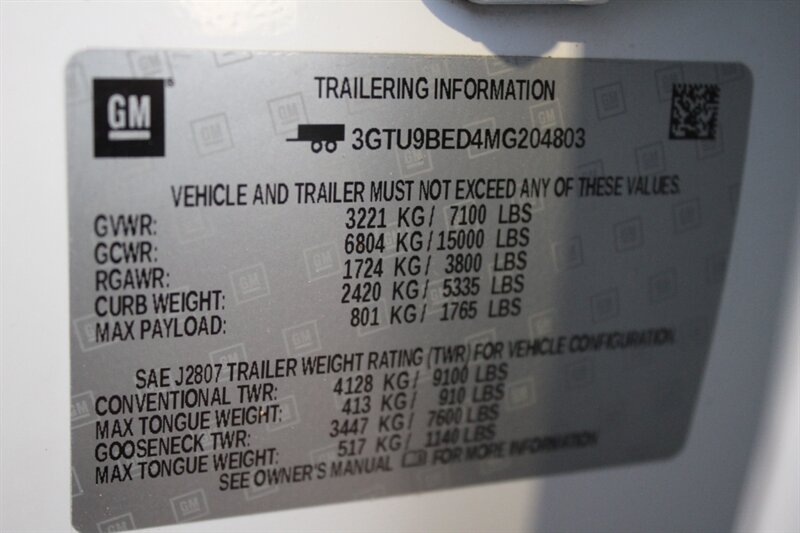 GM
TRAILERING INFORMATION
3GTU9BED4MG204803
VEHICLE AND TRAILER MUST NOT EXCEED ANY OF THESE VALUES.
GVWR: 3221 KG / 7100 LBS
GCWR: 6804 KG / 15000 LBS
RGAWR: 1724 KG / 3800 LBS
CURB WEIGHT: 2420 KG / 5335 LBS
MAX PAYLOAD: 801 KG / 1765 LBS
SAE J2807 TRAILER WEIGHT RATING (TWR) FOR VEHICLE CONFIGURATION
CONVENTIONAL TWR: 4128 KG / 9100 LBS
MAX TONGUE WEIGHT: 413 KG / 910 LBS
GOOSENECK TWR: 3447 KG / 7600 LBS
MAX TONGUE WEIGHT: 517 KG / 1140 LBS
SEE OWNER'S MANUAL FOR MORE INFORMATION